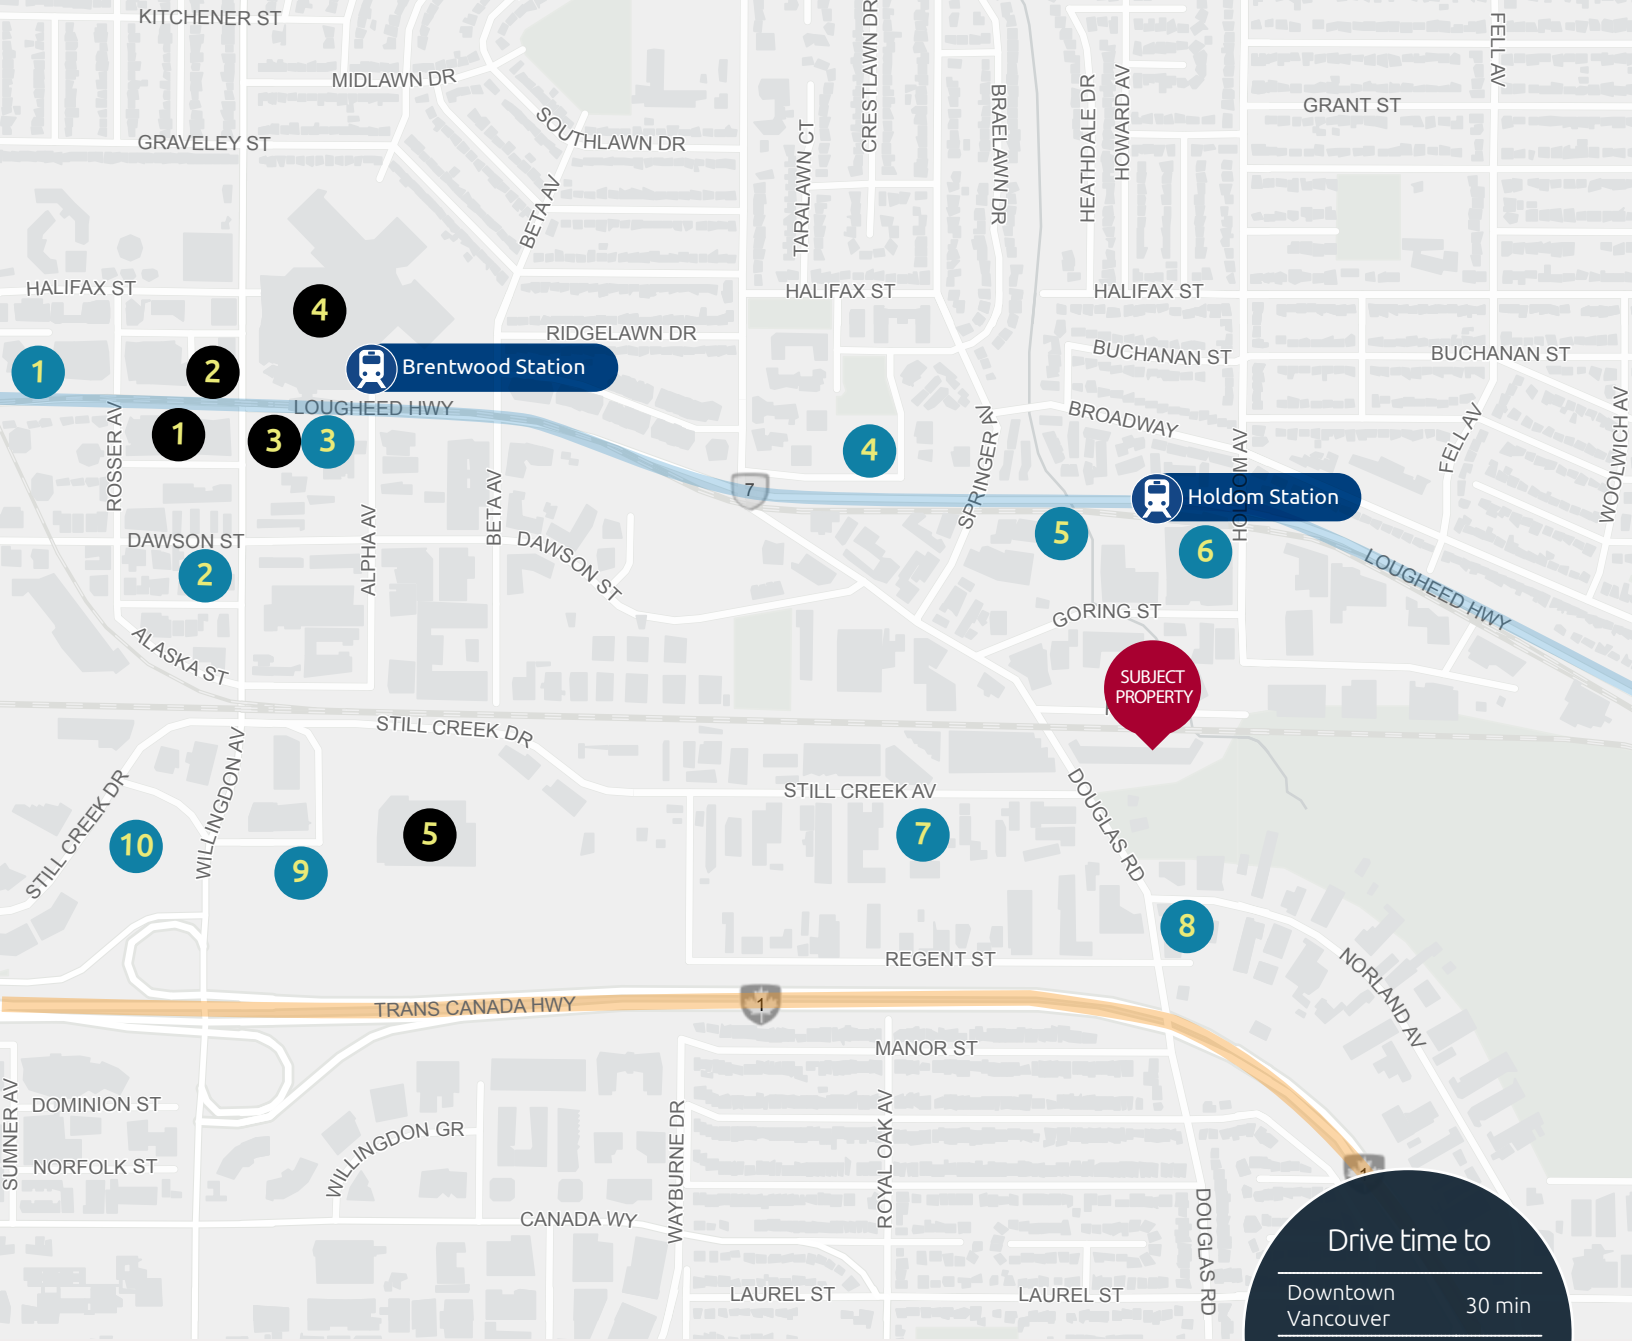 KITCHENER ST
MIDLAWN DR
GRAVELEY ST
SOUTHLAWN DR
BETA AV
TARALAWN CT
CRESTLAWN DR
BRAELAWN DR
HEATHDALE DR
HOWARD AV
FELL AV
GRANT ST
HALIFAX ST
HALIFAX ST
HALIFAX ST
4
RIDGELAWN DR
BUCHANAN ST
BUCHANAN ST
1
2
Brentwood Station
LOUGHEED HWY
ROSSER AV
1
3
3
4
SPRINGER AV
BROADWAY
HOLDOM AV
FELL AV
WOOLWICH AV
7
Holdom Station
BETA AV
ALPHA AV
DAWSON ST
DAWSON ST
2
5
6
LOUGHEED HWY
GORING ST
ALASKA ST
SUBJECT
PROPERTY
STILL CREEK DR
WILLINGDON AV
STILL CREEK DR
STILL CREEK AV
DOUGLAS RD
10
9
5
7
8
REGENT ST
NORLAND AV
TRANS CANADA HWY
1
MANOR ST
SUMNER AV
DOMINION ST
NORFOLK ST
WILLINGDON GR
WAYBURNE DR
ROYAL OAK AV
CANADA WY
DOUGLAS RD
LAUREL ST
LAUREL ST
1
Drive time to
Downtown
Vancouver
30 min